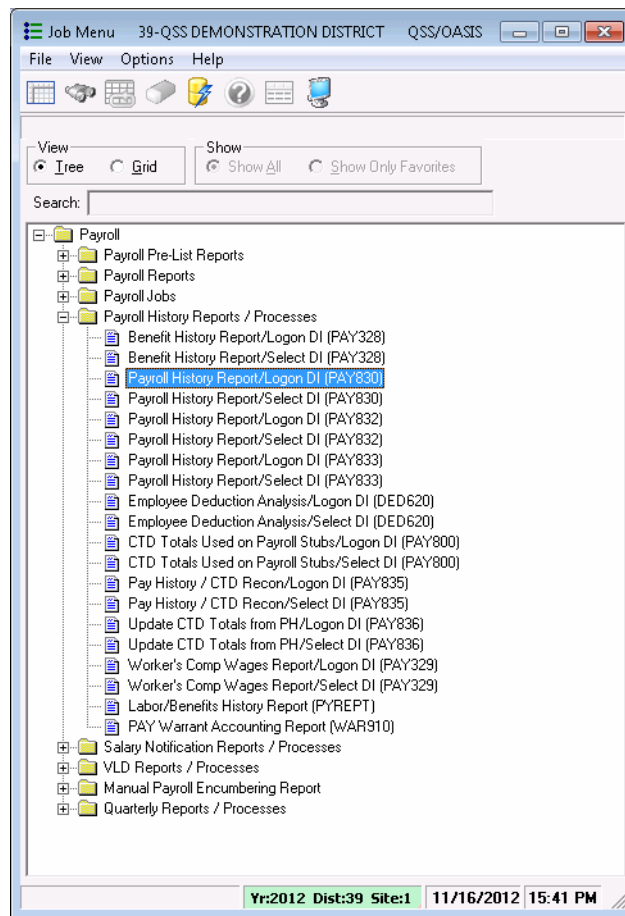 Job Menu 39-QSS DEMONSTRATION DISTRICT QSS/OASIS
File View Options Help
View Show
Tree Grid Show All Show Only Favorites
Search:
Payroll
Payroll Pre-List Reports
Payroll Reports
Payroll Jobs
Payroll History Reports / Processes
Benefit History Report/Logon DI (PAY328)
Benefit History Report/Select DI (PAY328)
Payroll History Report/Logon DI (PAY830)
Payroll History Report/Select DI (PAY830)
Payroll History Report/Logon DI (PAY832)
Payroll History Report/Select DI (PAY832)
Payroll History Report/Logon DI (PAY833)
Payroll History Report/Select DI (PAY833)
Employee Deduction Analysis/Logon DI (DED620)
Employee Deduction Analysis/Select DI (DED620)
CTD Totals Used on Payroll Stubs/Logon DI (PAY800)
CTD Totals Used on Payroll Stubs/Select DI (PAY800)
Pay History / CTD Recon/Logon DI (PAY835)
Pay History / CTD Recon/Select DI (PAY835)
Update CTD Totals from PH/Logon DI (PAY836)
Update CTD Totals from PH/Select DI (PAY836)
Worker's Comp Wages Report/Logon DI (PAY329)
Worker's Comp Wages Report/Select DI (PAY329)
Labor/Benefits History Report (PYREPT)
PAY Warrant Accounting Report (WAR910)
Salary Notification Reports / Processes
VLD Reports / Processes
Manual Payroll Encumbering Report
Quarterly Reports / Processes
Yr:2012 Dist:39 Site:1 11/16/2012 15:41 PM